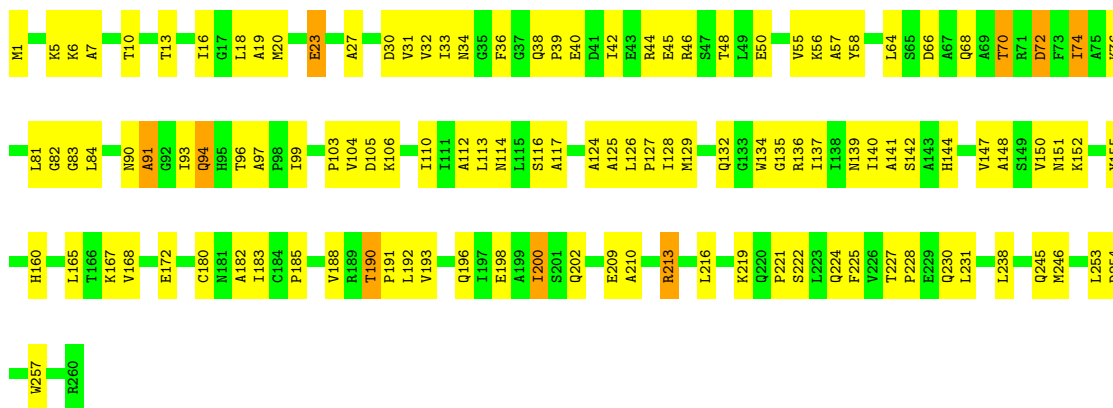 M1 K5 K6 A7 T10 T13 I16 G17 L18 A19 M20 E23 A27 D30 V31 V32 I33 N34 G35 F36 G37 Q38 P39 E40 D41 I42 E43 R44 E45 R46 S47 T48 L49 E50 V55 K56 A57 Y58 L64 S65 D66 A67 Q68 A69 T70 R71 D72 F73 I74 A75
L81 G82 G83 L84 N90 A91 G92 I93 Q94 H95 T96 A97 P98 I99 P103 V104 D105 K106 I110 I111 A112 L113 N114 L115 S116 A117 A124 A125 L126 P127 I128 M129 Q132 G133 W134 G135 R136 I137 I138 N139 I140 A141 S142 A143 H144 V147 A148 S149 V150 N151 K152
H160 L165 T166 K167 V168 E172 C180 N181 A182 I183 C184 P185 V188 R189 T190 P191 L192 V193 Q196 I197 E198 A199 I200 S201 Q202 E209 A210 R213 L216 K219 Q220 P221 S222 L223 Q224 F225 V226 T227 P228 E229 Q230 L231 L238 Q245 M246 L253
W257 R260